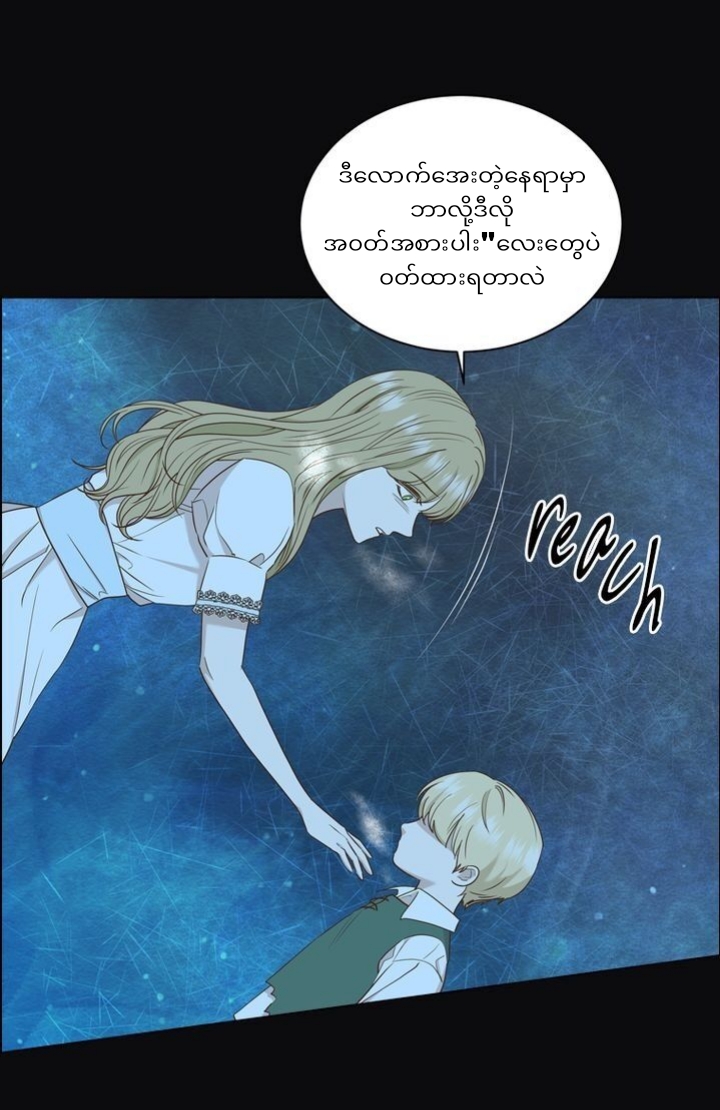 ဒီလောက်အေးတဲ့နေရာမှာ
ဘာလို့ဒီလို
အဝတ်အစားပါး"လေးတွေပဲ
ဝတ်ထားရတာလဲ
reach